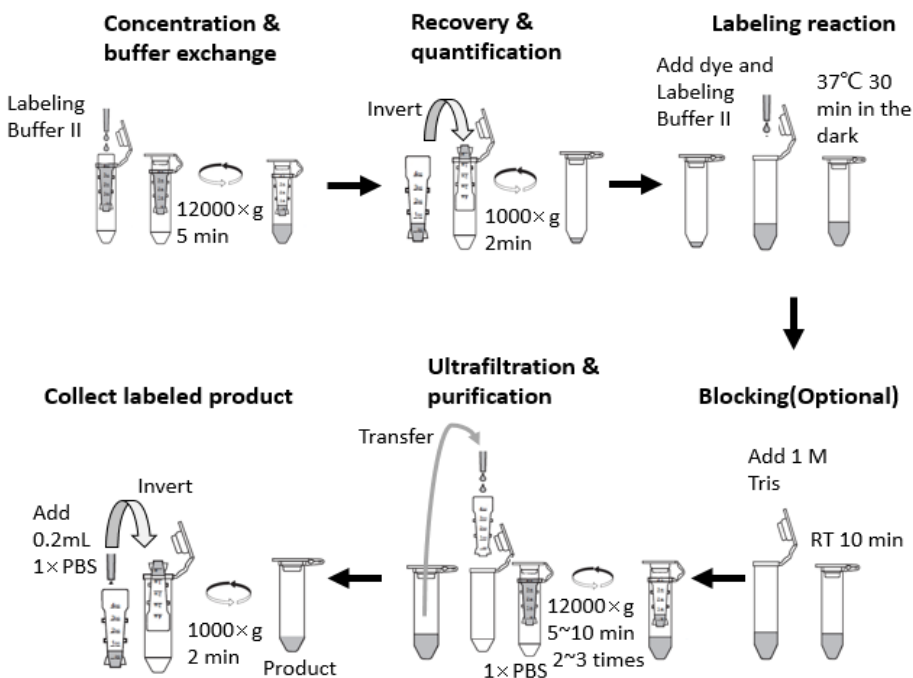 Concentration &
buffer exchange
Labeling
Buffer II
12000×g
5 min
Recovery &
quantification
Invert
1000×g
2min
Labeling reaction
Add dye and
Labeling
Buffer II
37℃ 30
min in the
dark
Blocking(Optional)
Add 1 M
Tris
RT 10 min
Ultrafiltration &
purification
Transfer
12000×g
5~10 min
2~3 times
1×PBS
Collect labeled product
Invert
Add
0.2mL
1×PBS
1000×g
2 min
Product